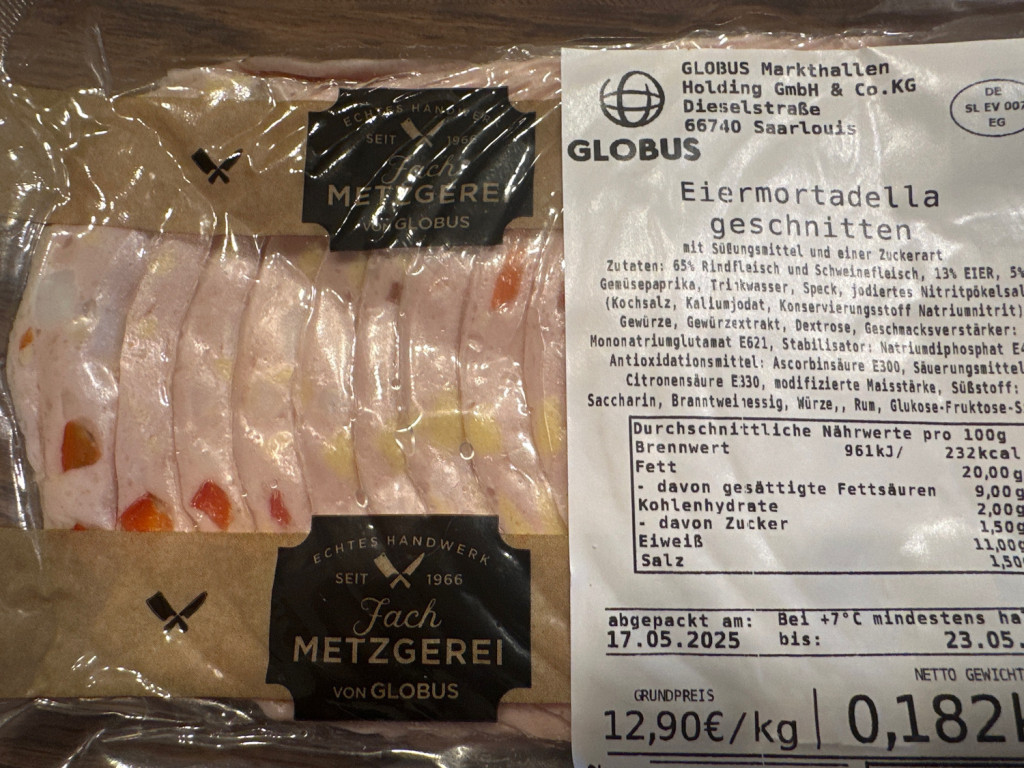 ECHTES HANDWERK
SEIT 1966
Fach
METZGEREI
VON GLOBUS
ECHTES HANDWERK
SEIT 1966
Fach
METZGEREI
VON GLOBUS
GLOBUS Markthallen
Holding GmbH & Co.KG
Dieselstraße
66740 Saarlouis
GLOBUS
DE
SL EV 007
EG
Eiermortadella
geschnitten
mit Süßungsmittel und einer Zuckerart
Zutaten: 65% Rindfleisch und Schweinefleisch, 13% EIER, 5%
Gemüsepaprika, Trinkwasser, Speck, jodiertes Nitritpökelsal
(Kochsalz, Kaliumjodat, Konservierungsstoff Natriumnitrit)
Gewürze, Gewürzextrakt, Dextrose, Geschmacksverstärker:
Mononatriumglutamat E621, Stabilisator: Natriumdiphosphat E4
Antioxidationsmittel: Ascorbinsäure E300, Säuerungsmittel
Citronensäure E330, modifizierte Maisstärke, Süßstoff:
Saccharin, Branntweinessig, Würze,, Rum, Glukose-Fruktose-S
Durchschnittliche Nährwerte pro 100g
Brennwert 961kJ/ 232kcal
Fett 20,00g
- davon gesättigte Fettsäuren 9,00g
Kohlenhydrate 2,00g
- davon Zucker 1,50g
Eiweiß 11,00g
Salz 1,50
abgepackt am: Bei +7°C mindestens ha
17.05.2025 bis: 23.05.
NETTO GEWICHT
GRUNDPREIS
12,90€/kg 0,182k